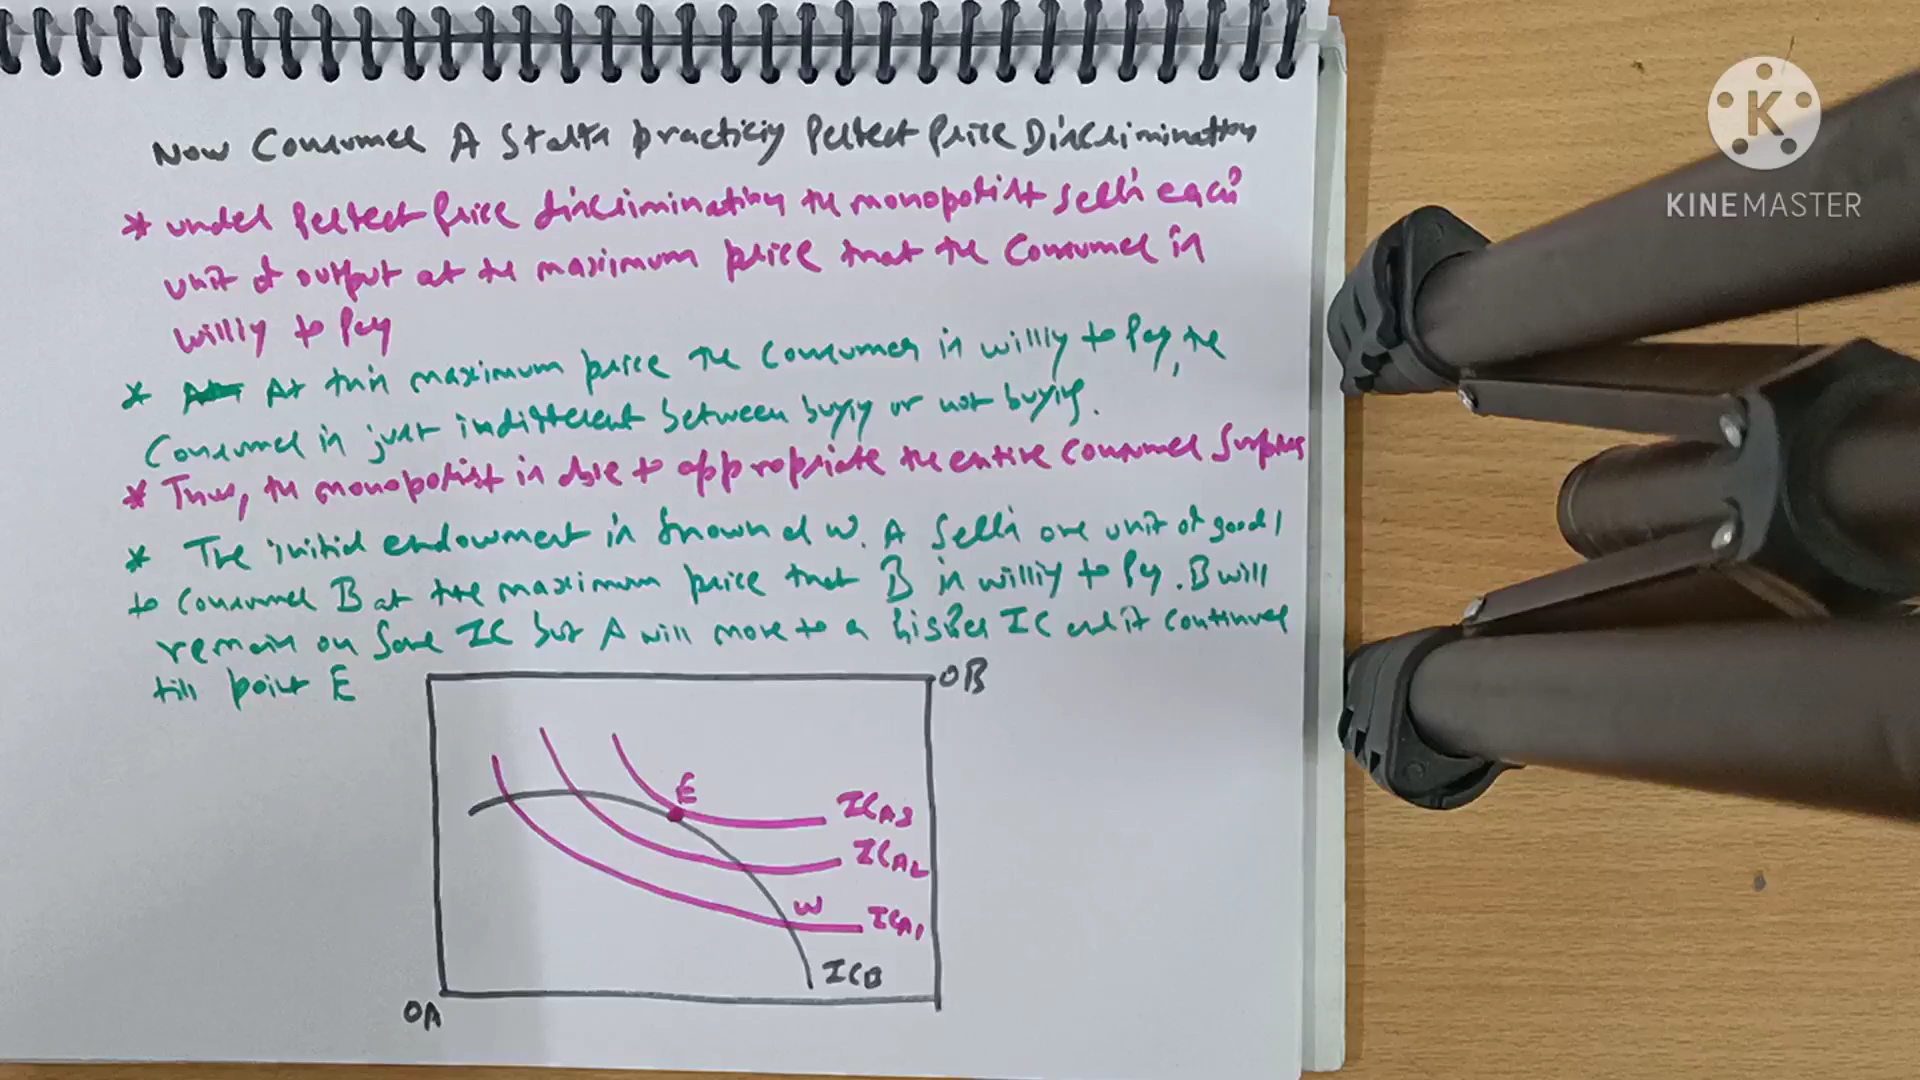 Now Consumer A Starts practicing Perfect Price Discrimination
* under Perfect Price discrimination the monopolist sells each
unit of output at the maximum price that the Consumer is
willing to Pay
* At this maximum price the Consumer is willing to Pay, the
Consumer is just indifferent between buying or not buying.
* Thus, the monopolist is able to appropriate the entire Consumer Surplus
* The initial endowment is shown at W. A Sells one unit of good 1
to Consumer B at the maximum price that B is willing to Pay. B will
remain on Same IC but A will move to a higher IC and it continues
till point E
OB
E
ICA3
ICA2
W
ICA1
ICB
OA
K
KINEMASTER